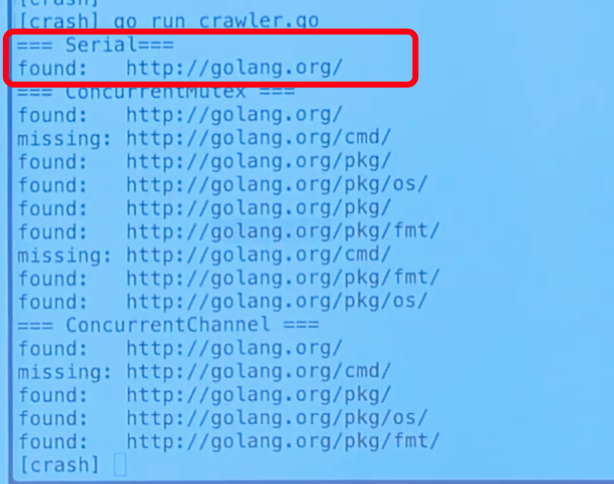 [crash]
[crash] go run crawler.go
=== Serial===
found:   http://golang.org/
=== ConcurrentMutex ===
found:   http://golang.org/
missing: http://golang.org/cmd/
found:   http://golang.org/pkg/
found:   http://golang.org/pkg/os/
found:   http://golang.org/pkg/
found:   http://golang.org/pkg/fmt/
missing: http://golang.org/cmd/
found:   http://golang.org/pkg/fmt/
found:   http://golang.org/pkg/os/
=== ConcurrentChannel ===
found:   http://golang.org/
missing: http://golang.org/cmd/
found:   http://golang.org/pkg/
found:   http://golang.org/pkg/os/
found:   http://golang.org/pkg/fmt/
[crash]